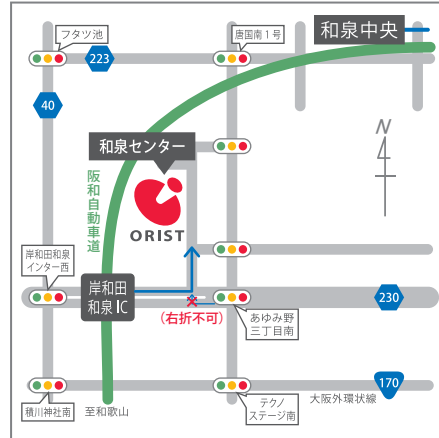 和泉中央
フタツ池
唐国南1号
223
40
N
和泉センター
阪和自動車道
ORIST
岸和田和泉
インター西
岸和田
和泉IC
230
(右折不可)
あゆみ野
三丁目南
170
積川神社南
至和歌山
テクノ
ステージ南
大阪外環状線